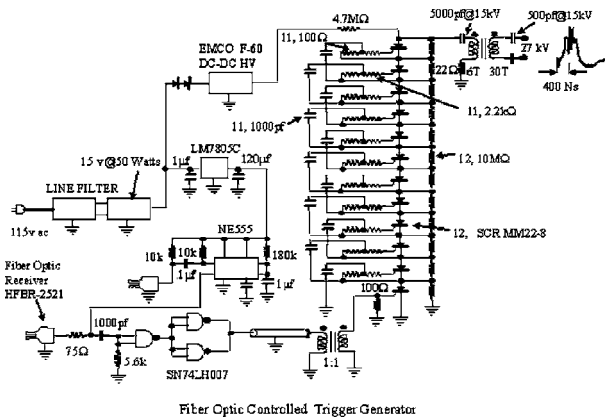 4.7MΩ
5000pf@15kV
500pf@15kV
EMCO F-60
DC-DC HV
11, 100Ω
22Ω
6T
30T
27 kV
400 Ns
11, 2.2kΩ
11, 1000pf
15 v@50 Watts
1μf
LM7805C
120μf
12, 10MΩ
LINE FILTER
115v ac
NE555
10k
10k
180k
12, SCR MM22-8
Fiber Optic
Receiver
HFBR-2521
1μf
1μf
100Ω
1000pf
75Ω
5.6k
SN74LH007
1:1
Fiber Optic Controlled Trigger Generator